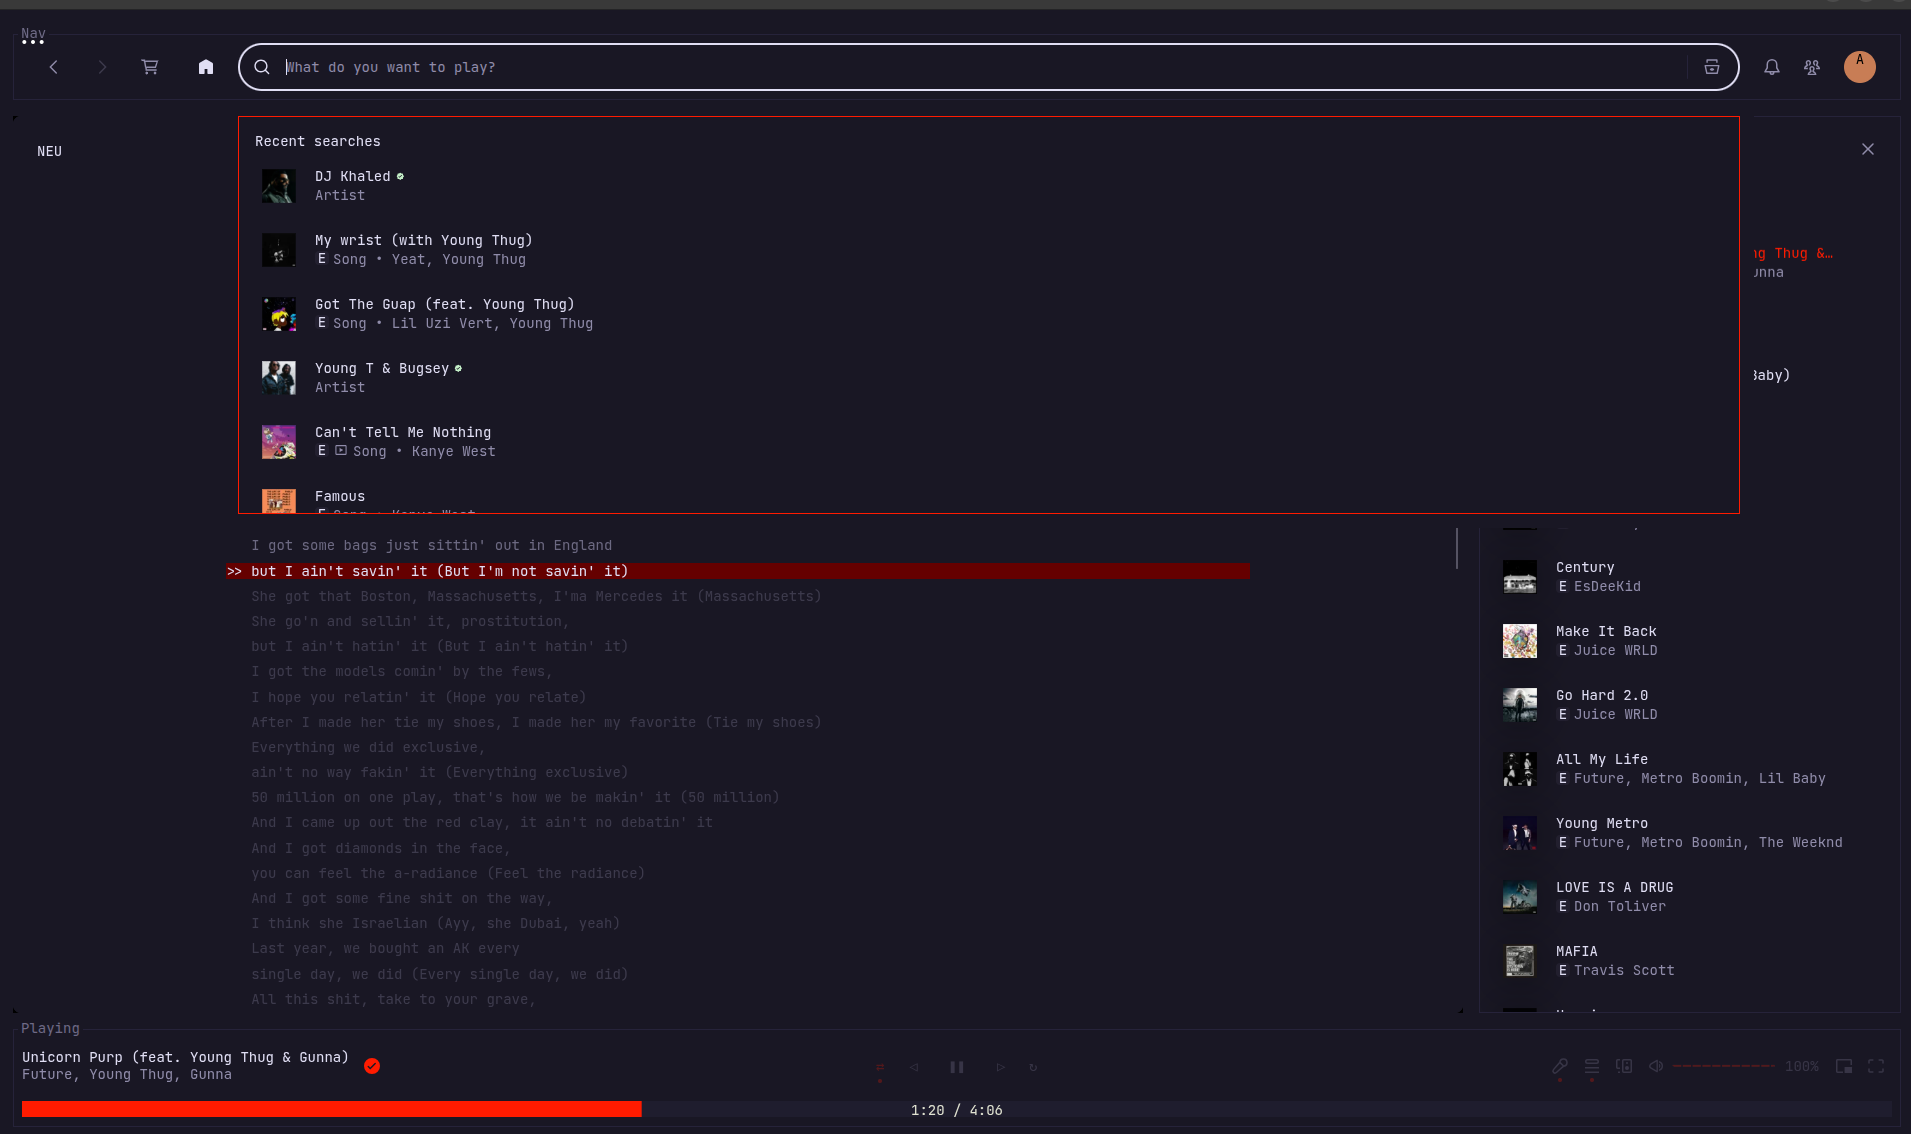 Nav
What do you want to play?
A
NEU
Recent searches
DJ Khaled
Artist
My wrist (with Young Thug)
E Song • Yeat, Young Thug
Got The Guap (feat. Young Thug)
E Song • Lil Uzi Vert, Young Thug
Young T & Bugsey
Artist
Can't Tell Me Nothing
E Song • Kanye West
Famous
E Song • Kanye West
Thug &…
Baby)
I got some bags just sittin' out in England
>> but I ain't savin' it (But I'm not savin' it)
She got that Boston, Massachusetts, I'ma Mercedes it (Massachusetts)
She go'n and sellin' it, prostitution,
but I ain't hatin' it (But I ain't hatin' it)
I got the models comin' by the fews,
I hope you relatin' it (Hope you relate)
After I made her tie my shoes, I made her my favorite (Tie my shoes)
Everything we did exclusive,
ain't no way fakin' it (Everything exclusive)
50 million on one play, that's how we be makin' it (50 million)
And I came up out the red clay, it ain't no debatin' it
And I got diamonds in the face,
you can feel the a-radiance (Feel the radiance)
And I got some fine shit on the way,
I think she Israelian (Ayy, she Dubai, yeah)
Last year, we bought an AK every
single day, we did (Every single day, we did)
All this shit, take to your grave,
Century
E EsDeeKid
Make It Back
E Juice WRLD
Go Hard 2.0
E Juice WRLD
All My Life
E Future, Metro Boomin, Lil Baby
Young Metro
E Future, Metro Boomin, The Weeknd
LOVE IS A DRUG
E Don Toliver
MAFIA
E Travis Scott
Playing
Unicorn Purp (feat. Young Thug & Gunna)
Future, Young Thug, Gunna
100%
1:20 / 4:06